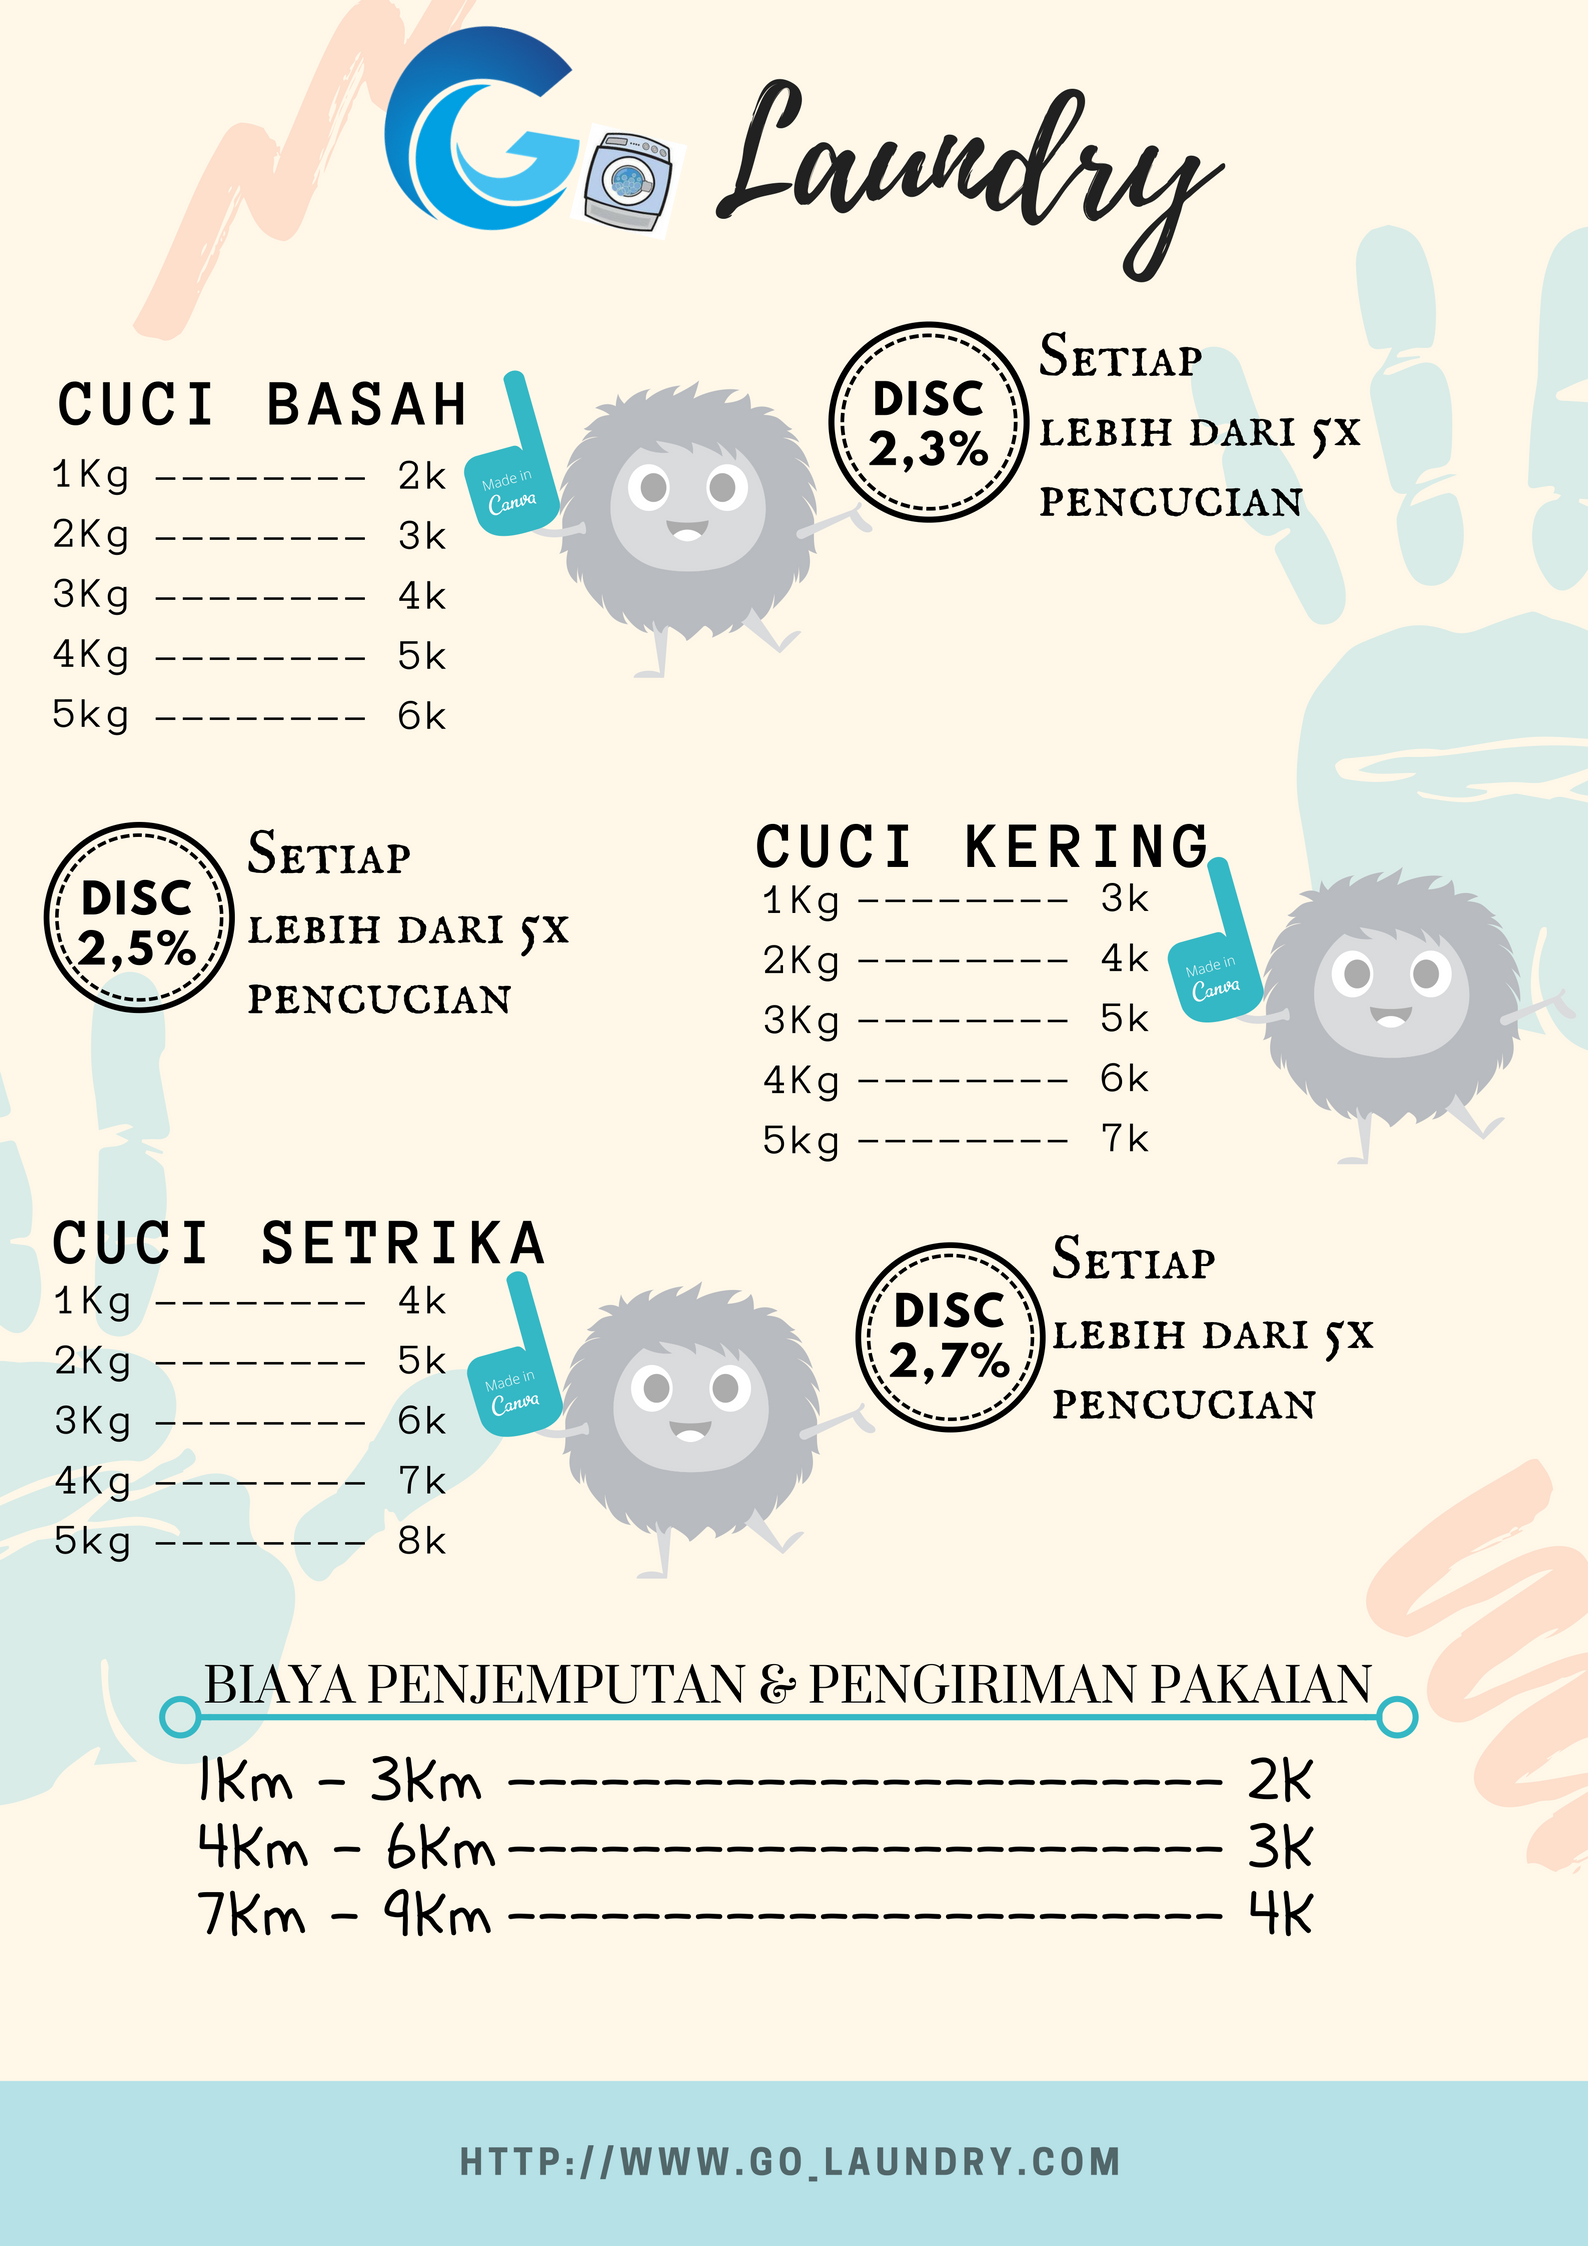 Go Laundry
CUCI BASAH
1Kg -------- 2k
2Kg -------- 3k
3Kg -------- 4k
4Kg -------- 5k
5kg -------- 6k
Made in
Canva
DISC
2,3%
Setiap
lebih dari 5x
pencucian
DISC
2,5%
Setiap
lebih dari 5x
pencucian
CUCI KERING
1Kg -------- 3k
2Kg -------- 4k
3Kg -------- 5k
4Kg -------- 6k
5kg -------- 7k
Made in
Canva
CUCI SETRIKA
1Kg -------- 4k
2Kg -------- 5k
3Kg -------- 6k
4Kg -------- 7k
5kg -------- 8k
Made in
Canva
DISC
2,7%
Setiap
lebih dari 5x
pencucian
BIAYA PENJEMPUTAN & PENGIRIMAN PAKAIAN
1Km - 3Km ----------------------- 2K
4Km - 6Km ----------------------- 3K
7Km - 9Km ----------------------- 4K
HTTP://WWW.GO_LAUNDRY.COM